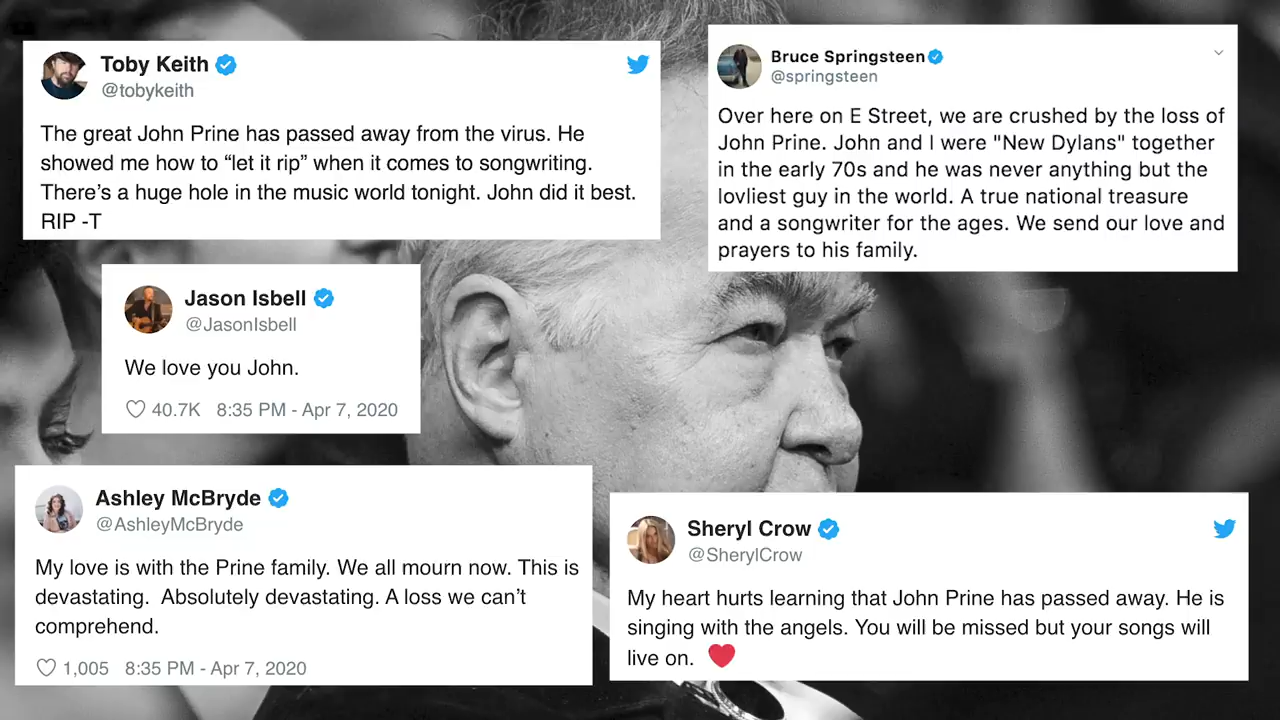 Toby Keith
@tobykeith
The great John Prine has passed away from the virus. He
showed me how to “let it rip” when it comes to songwriting.
There’s a huge hole in the music world tonight. John did it best.
RIP -T
Bruce Springsteen
@springsteen
Over here on E Street, we are crushed by the loss of
John Prine. John and I were "New Dylans" together
in the early 70s and he was never anything but the
lovliest guy in the world. A true national treasure
and a songwriter for the ages. We send our love and
prayers to his family.
Jason Isbell
@JasonIsbell
We love you John.
40.7K 8:35 PM - Apr 7, 2020
Ashley McBryde
@AshleyMcBryde
My love is with the Prine family. We all mourn now. This is
devastating.  Absolutely devastating. A loss we can’t
comprehend.
1,005 8:35 PM - Apr 7, 2020
Sheryl Crow
@SherylCrow
My heart hurts learning that John Prine has passed away. He is
singing with the angels. You will be missed but your songs will
live on. ❤️